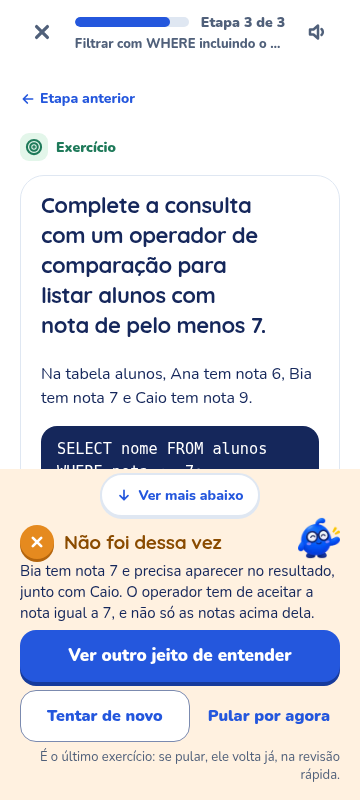 Etapa 3 de 3
Filtrar com WHERE incluindo o ...
← Etapa anterior
Exercício
Complete a consulta
com um operador de
comparação para
listar alunos com
nota de pelo menos 7.
Na tabela alunos, Ana tem nota 6, Bia
tem nota 7 e Caio tem nota 9.
SELECT nome FROM alunos
↓ Ver mais abaixo
Não foi dessa vez
Bia tem nota 7 e precisa aparecer no resultado,
junto com Caio. O operador tem de aceitar a
nota igual a 7, e não só as notas acima dela.
Ver outro jeito de entender
Tentar de novo
Pular por agora
É o último exercício: se pular, ele volta já, na revisão
rápida.